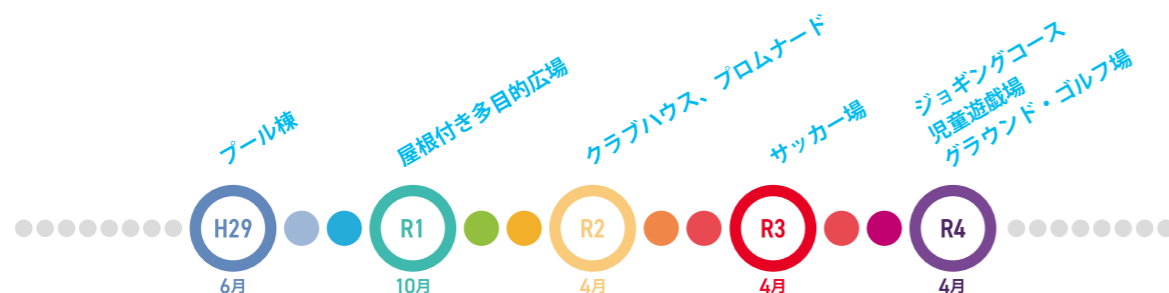 プール棟
屋根付き多目的広場
クラブハウス、プロムナード
サッカー場
ジョギングコース
児童遊戯場
グラウンド・ゴルフ場
H29
R1
R2
R3
R4
6月
10月
4月
4月
4月